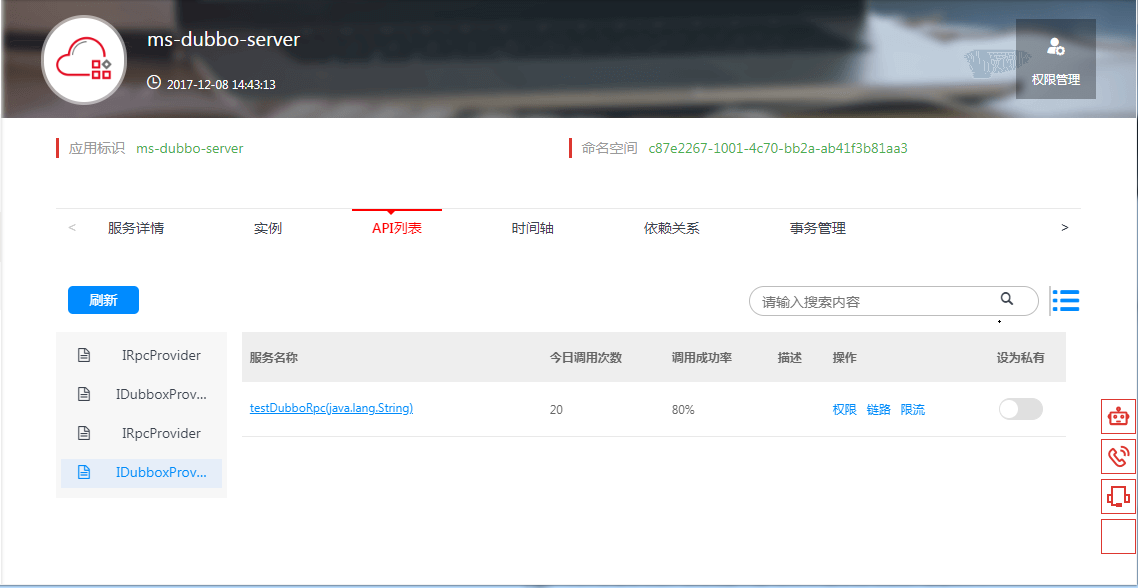 ms-dubbo-server
2017-12-08 14:43:13
权限管理
应用标识 ms-dubbo-server
命名空间 c87e2267-1001-4c70-bb2a-ab41f3b81aa3
< 服务详情 实例 API列表 时间轴 依赖关系 事务管理 >
刷新
请输入搜索内容
IRpcProvider
IDubboxProv...
IRpcProvider
IDubboxProv...
服务名称 今日调用次数 调用成功率 描述 操作 设为私有
testDubboRpc(java.lang.String) 20 80% 权限 链路 限流